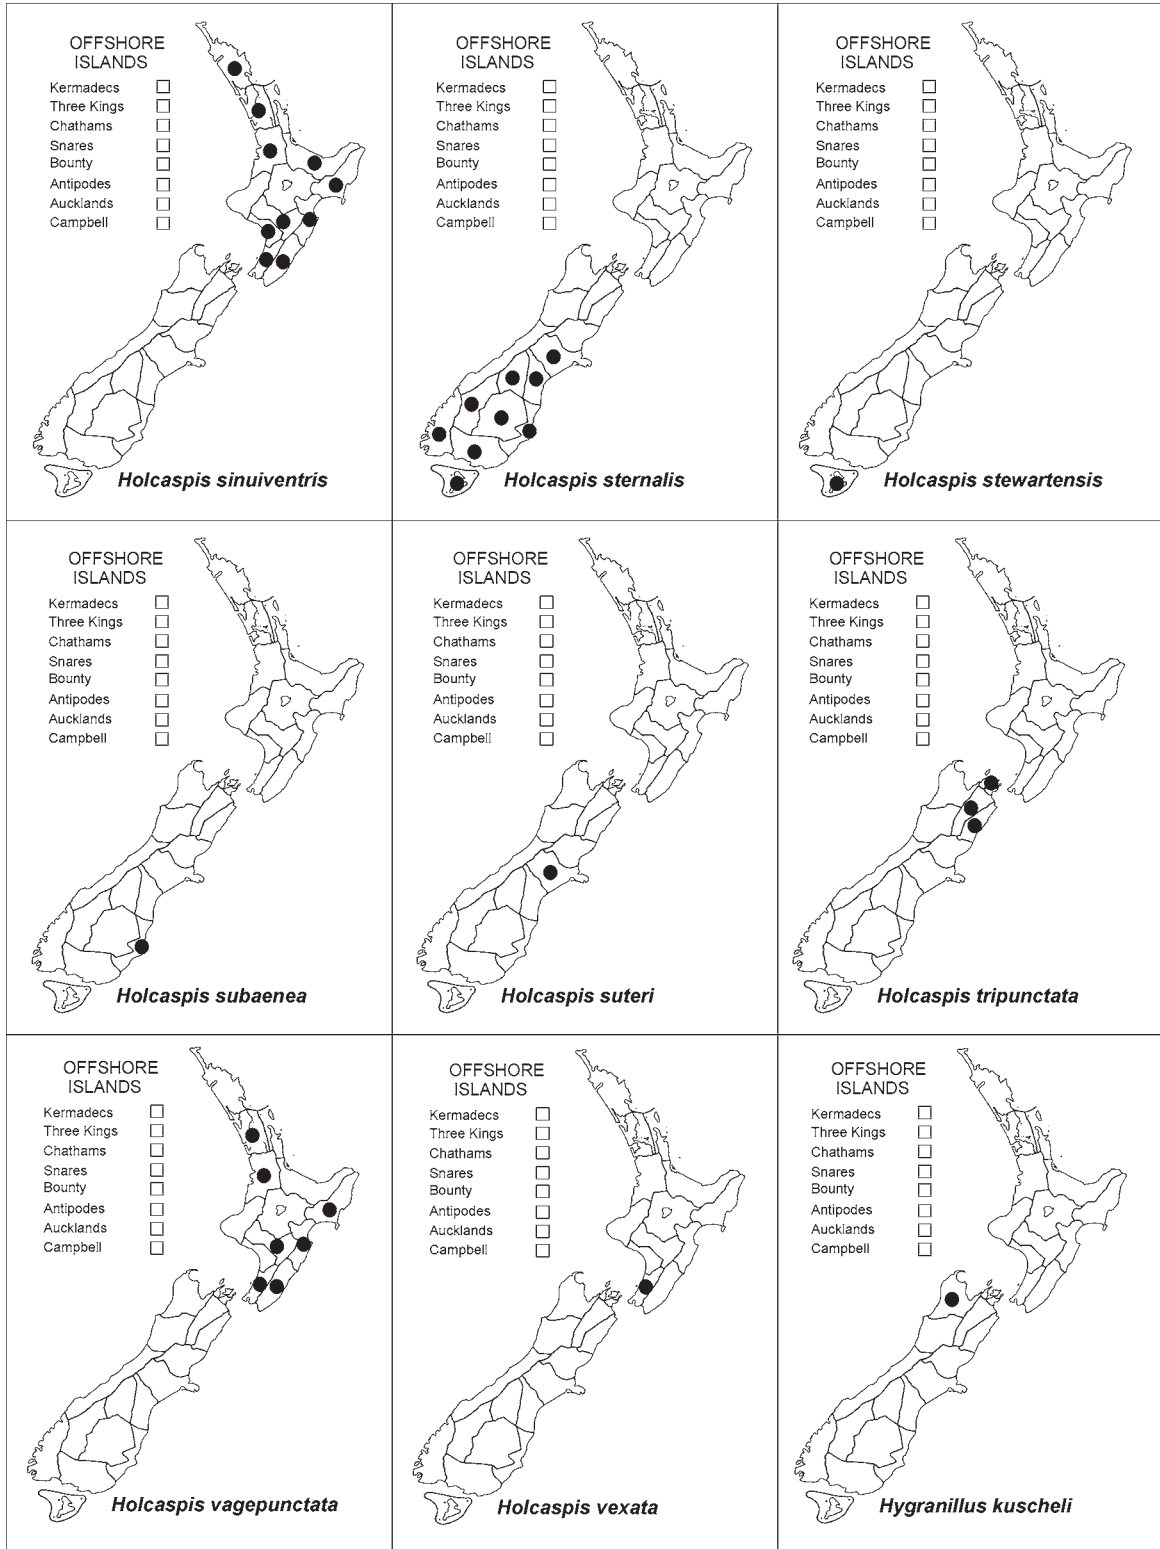 OFFSHORE
ISLANDS
Kermadecs
Three Kings
Chathams
Snares
Bounty
Antipodes
Aucklands
Campbell
Holcaspis sinuiventris
OFFSHORE
ISLANDS
Kermadecs
Three Kings
Chathams
Snares
Bounty
Antipodes
Aucklands
Campbell
Holcaspis sternalis
OFFSHORE
ISLANDS
Kermadecs
Three Kings
Chathams
Snares
Bounty
Antipodes
Aucklands
Campbell
Holcaspis stewartensis
OFFSHORE
ISLANDS
Kermadecs
Three Kings
Chathams
Snares
Bounty
Antipodes
Aucklands
Campbell
Holcaspis subaenea
OFFSHORE
ISLANDS
Kermadecs
Three Kings
Chathams
Snares
Bounty
Antipodes
Aucklands
Campbell
Holcaspis suteri
OFFSHORE
ISLANDS
Kermadecs
Three Kings
Chathams
Snares
Bounty
Antipodes
Aucklands
Campbell
Holcaspis tripunctata
OFFSHORE
ISLANDS
Kermadecs
Three Kings
Chathams
Snares
Bounty
Antipodes
Aucklands
Campbell
Holcaspis vagepunctata
OFFSHORE
ISLANDS
Kermadecs
Three Kings
Chathams
Snares
Bounty
Antipodes
Aucklands
Campbell
Holcaspis vexata
OFFSHORE
ISLANDS
Kermadecs
Three Kings
Chathams
Snares
Bounty
Antipodes
Aucklands
Campbell
Hygranillus kuscheli